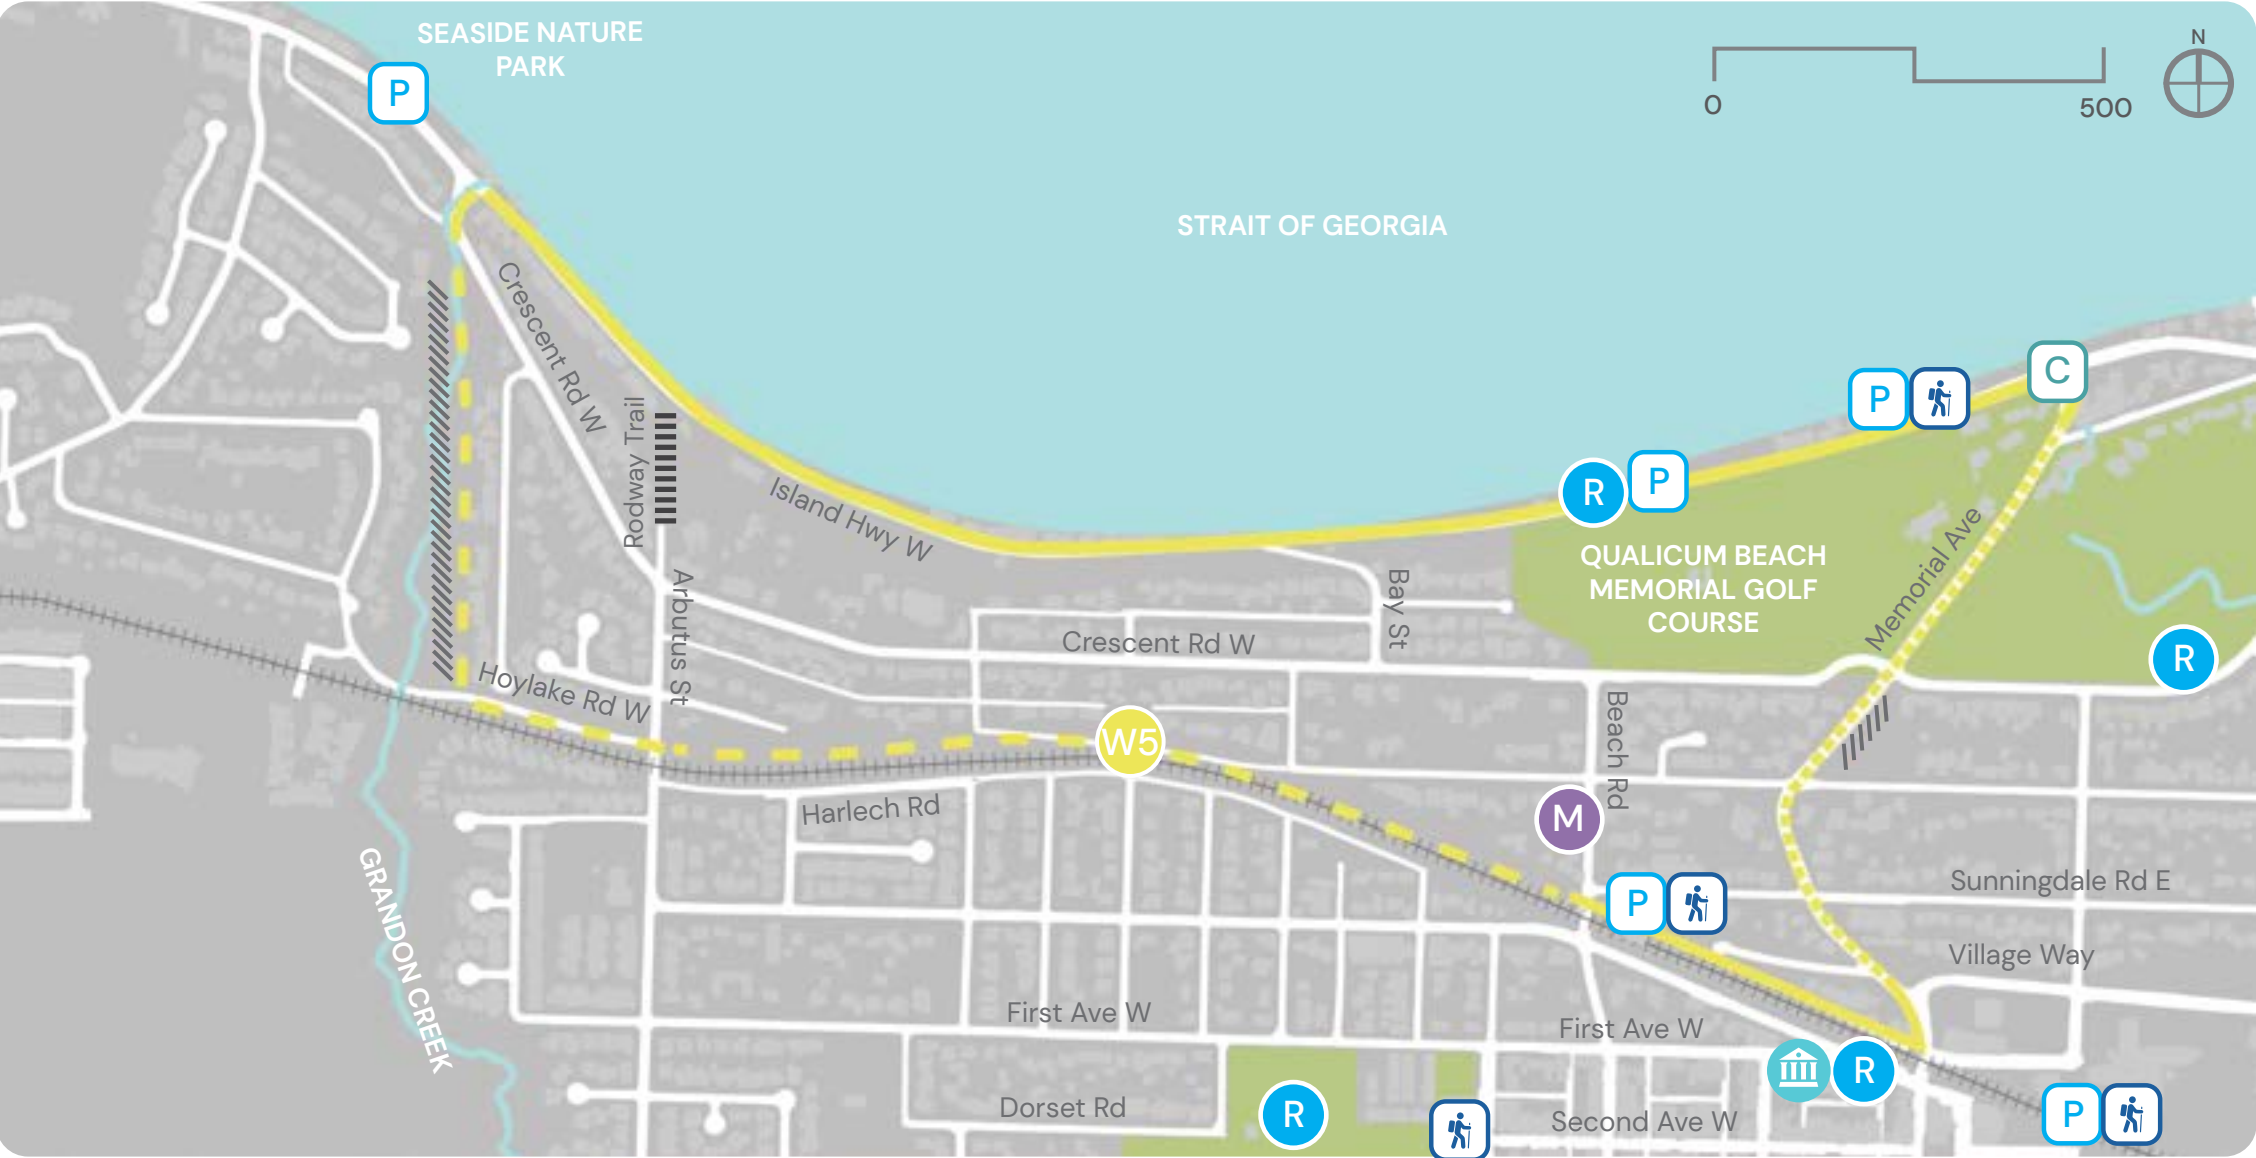 SEASIDE NATURE
PARK
P
N
0
500
STRAIT OF GEORGIA
Crescent Rd W
Rodway Trail
Island Hwy W
C
P
R
P
QUALICUM BEACH
MEMORIAL GOLF
COURSE
Memorial Ave
Arbutus St
Bay St
Crescent Rd W
R
Hoylake Rd W
W5
Beach Rd
Harlech Rd
M
GRANDON CREEK
P
Sunningdale Rd E
Village Way
First Ave W
First Ave W
R
Dorset Rd
R
Second Ave W
P